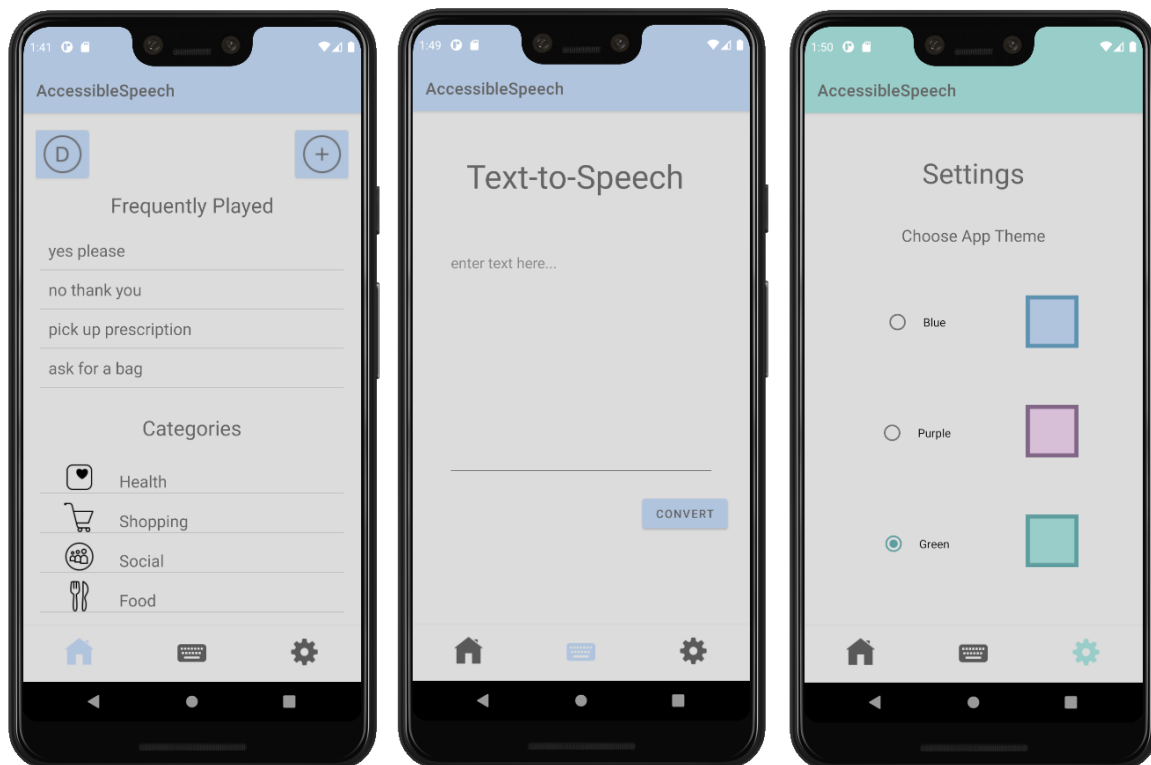 1:41
AccessibleSpeech
D
+
Frequently Played
yes please
no thank you
pick up prescription
ask for a bag
Categories
Health
Shopping
Social
Food
1:49
AccessibleSpeech
Text-to-Speech
enter text here...
CONVERT
1:50
AccessibleSpeech
Settings
Choose App Theme
Blue
Purple
Green